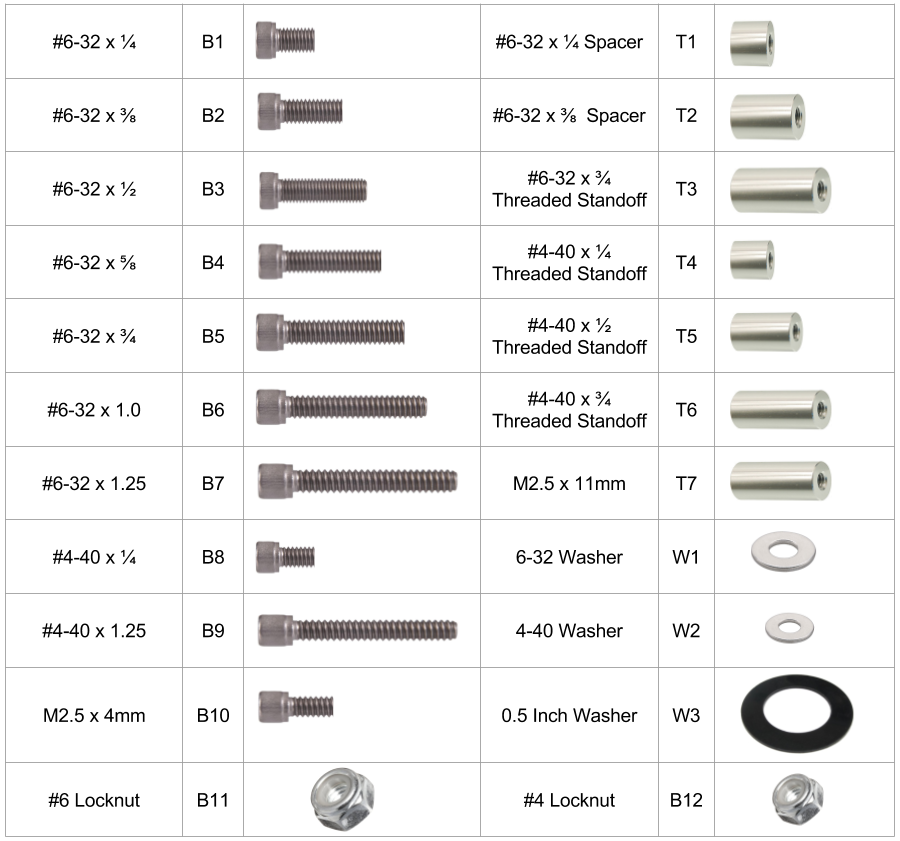 #6-32 x ¼ B1 #6-32 x ¼ Spacer T1
#6-32 x ⅜ B2 #6-32 x ⅜ Spacer T2
#6-32 x ½ B3 #6-32 x ¾
Threaded Standoff T3
#6-32 x ⅝ B4 #4-40 x ¼
Threaded Standoff T4
#6-32 x ¾ B5 #4-40 x ½
Threaded Standoff T5
#6-32 x 1.0 B6 #4-40 x ¾
Threaded Standoff T6
#6-32 x 1.25 B7 M2.5 x 11mm T7
#4-40 x ¼ B8 6-32 Washer W1
#4-40 x 1.25 B9 4-40 Washer W2
M2.5 x 4mm B10 0.5 Inch Washer W3
#6 Locknut B11 #4 Locknut B12